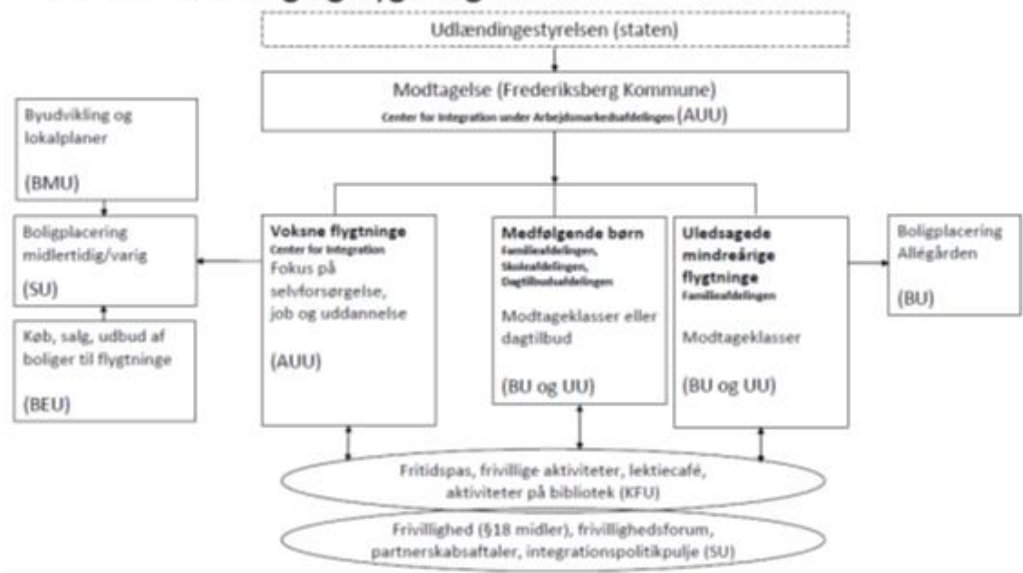 Udlændingestyrelsen (staten)
Modtagelse (Frederiksberg Kommune)
Center for Integration under Arbejdsmarkedsafdelingen (AUU)
Byudvikling og
lokalplaner
(BMU)
Boligplacering
midlertidig/varig
(SU)
Køb, salg, udbud af
boliger til flygtninge
(BEU)
Voksne flygtninge
Center for Integration
Fokus på
selvforsørgelse,
job og uddannelse
(AUU)
Medfølgende børn
Familieafdelingen,
Skoleafdelingen,
Dagtilbudsafdelingen
Modtageklasser eller
dagtilbud
(BU og UU)
Uledsagede
mindreårige
flygtninge
Familieafdelingen
Modtageklasser
(BU og UU)
Boligplacering
Allégården
(BU)
Fritidspas, frivillige aktiviteter, lektiecafé,
aktiviteter på bibliotek (KFU)
Frivillighed (§18 midler), frivillighedsforum,
partnerskabsaftaler, integrationspolitikpulje (SU)